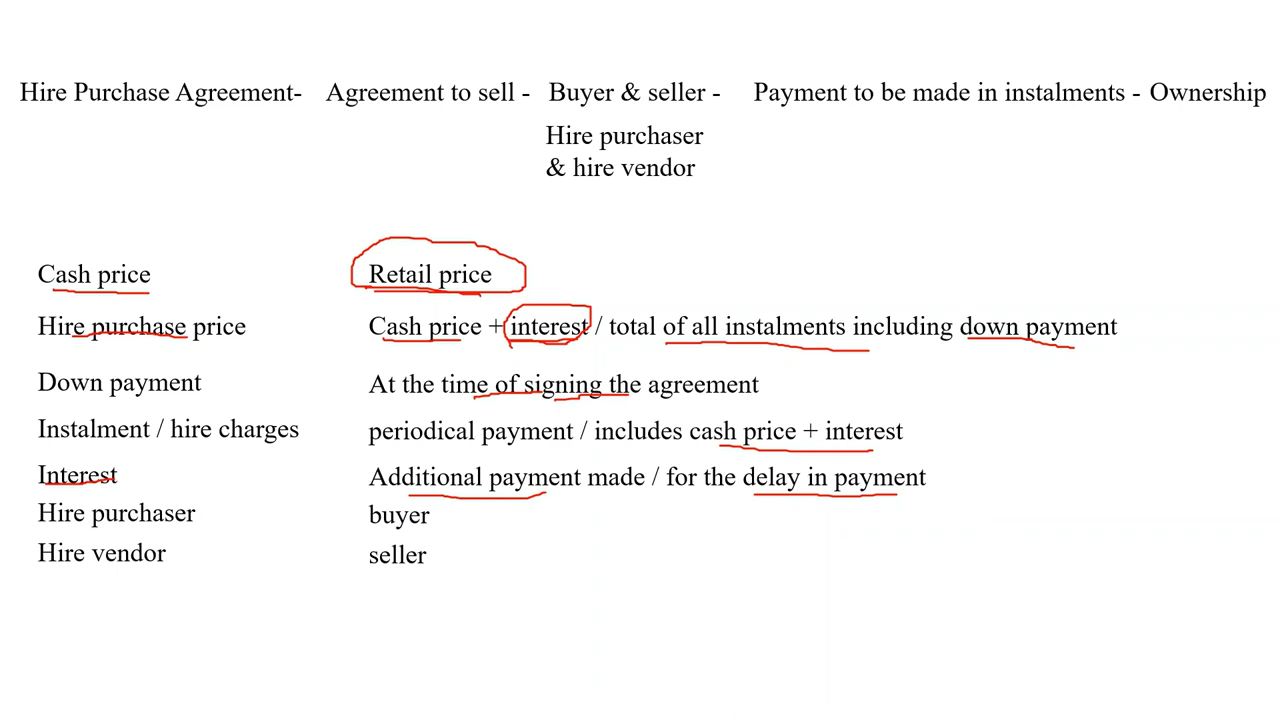 Hire Purchase Agreement- Agreement to sell - Buyer & seller - Payment to be made in instalments - Ownership
Hire purchaser
& hire vendor
Cash price Retail price
Hire purchase price Cash price + interest / total of all instalments including down payment
Down payment At the time of signing the agreement
Instalment / hire charges periodical payment / includes cash price + interest
Interest Additional payment made / for the delay in payment
Hire purchaser buyer
Hire vendor seller